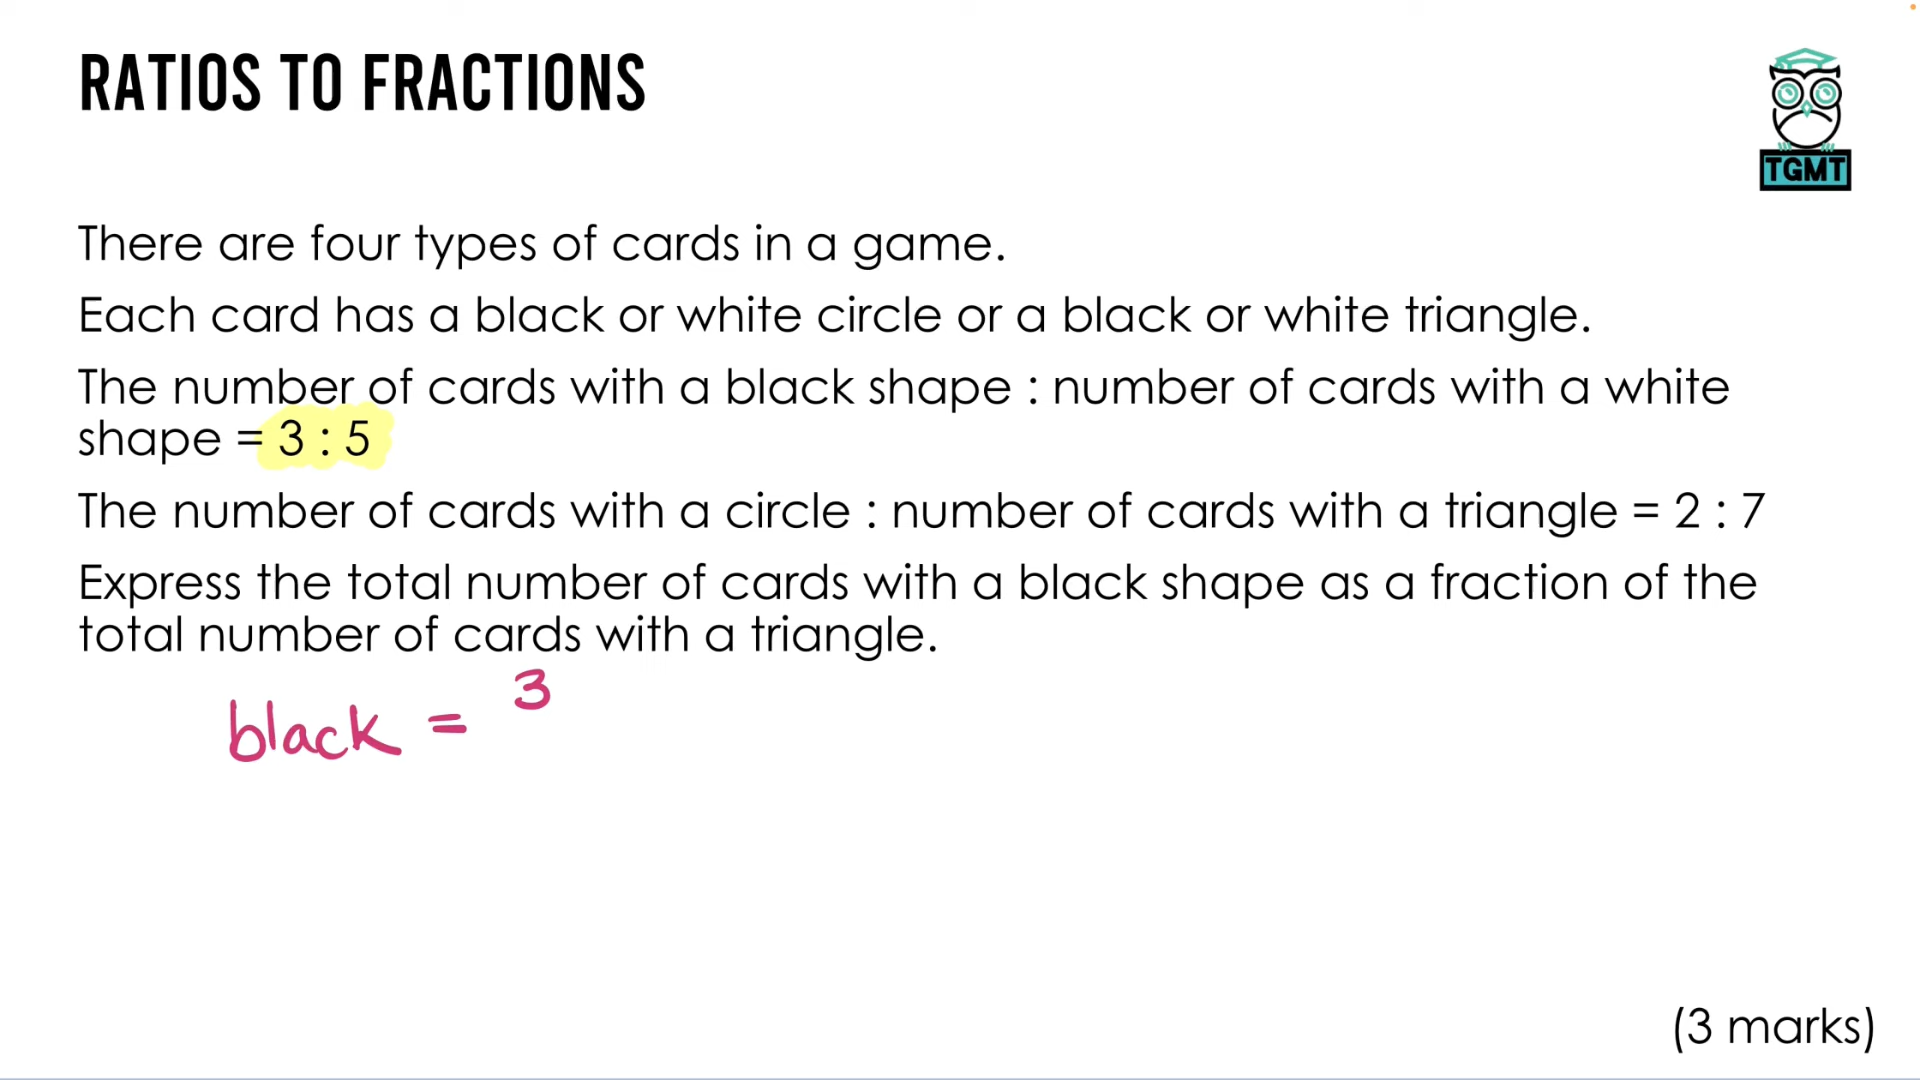 RATIOS TO FRACTIONS
TGMT
There are four types of cards in a game.
Each card has a black or white circle or a black or white triangle.
The number of cards with a black shape : number of cards with a white
shape = 3 : 5
The number of cards with a circle : number of cards with a triangle = 2 : 7
Express the total number of cards with a black shape as a fraction of the
total number of cards with a triangle.
black = 3
(3 marks)